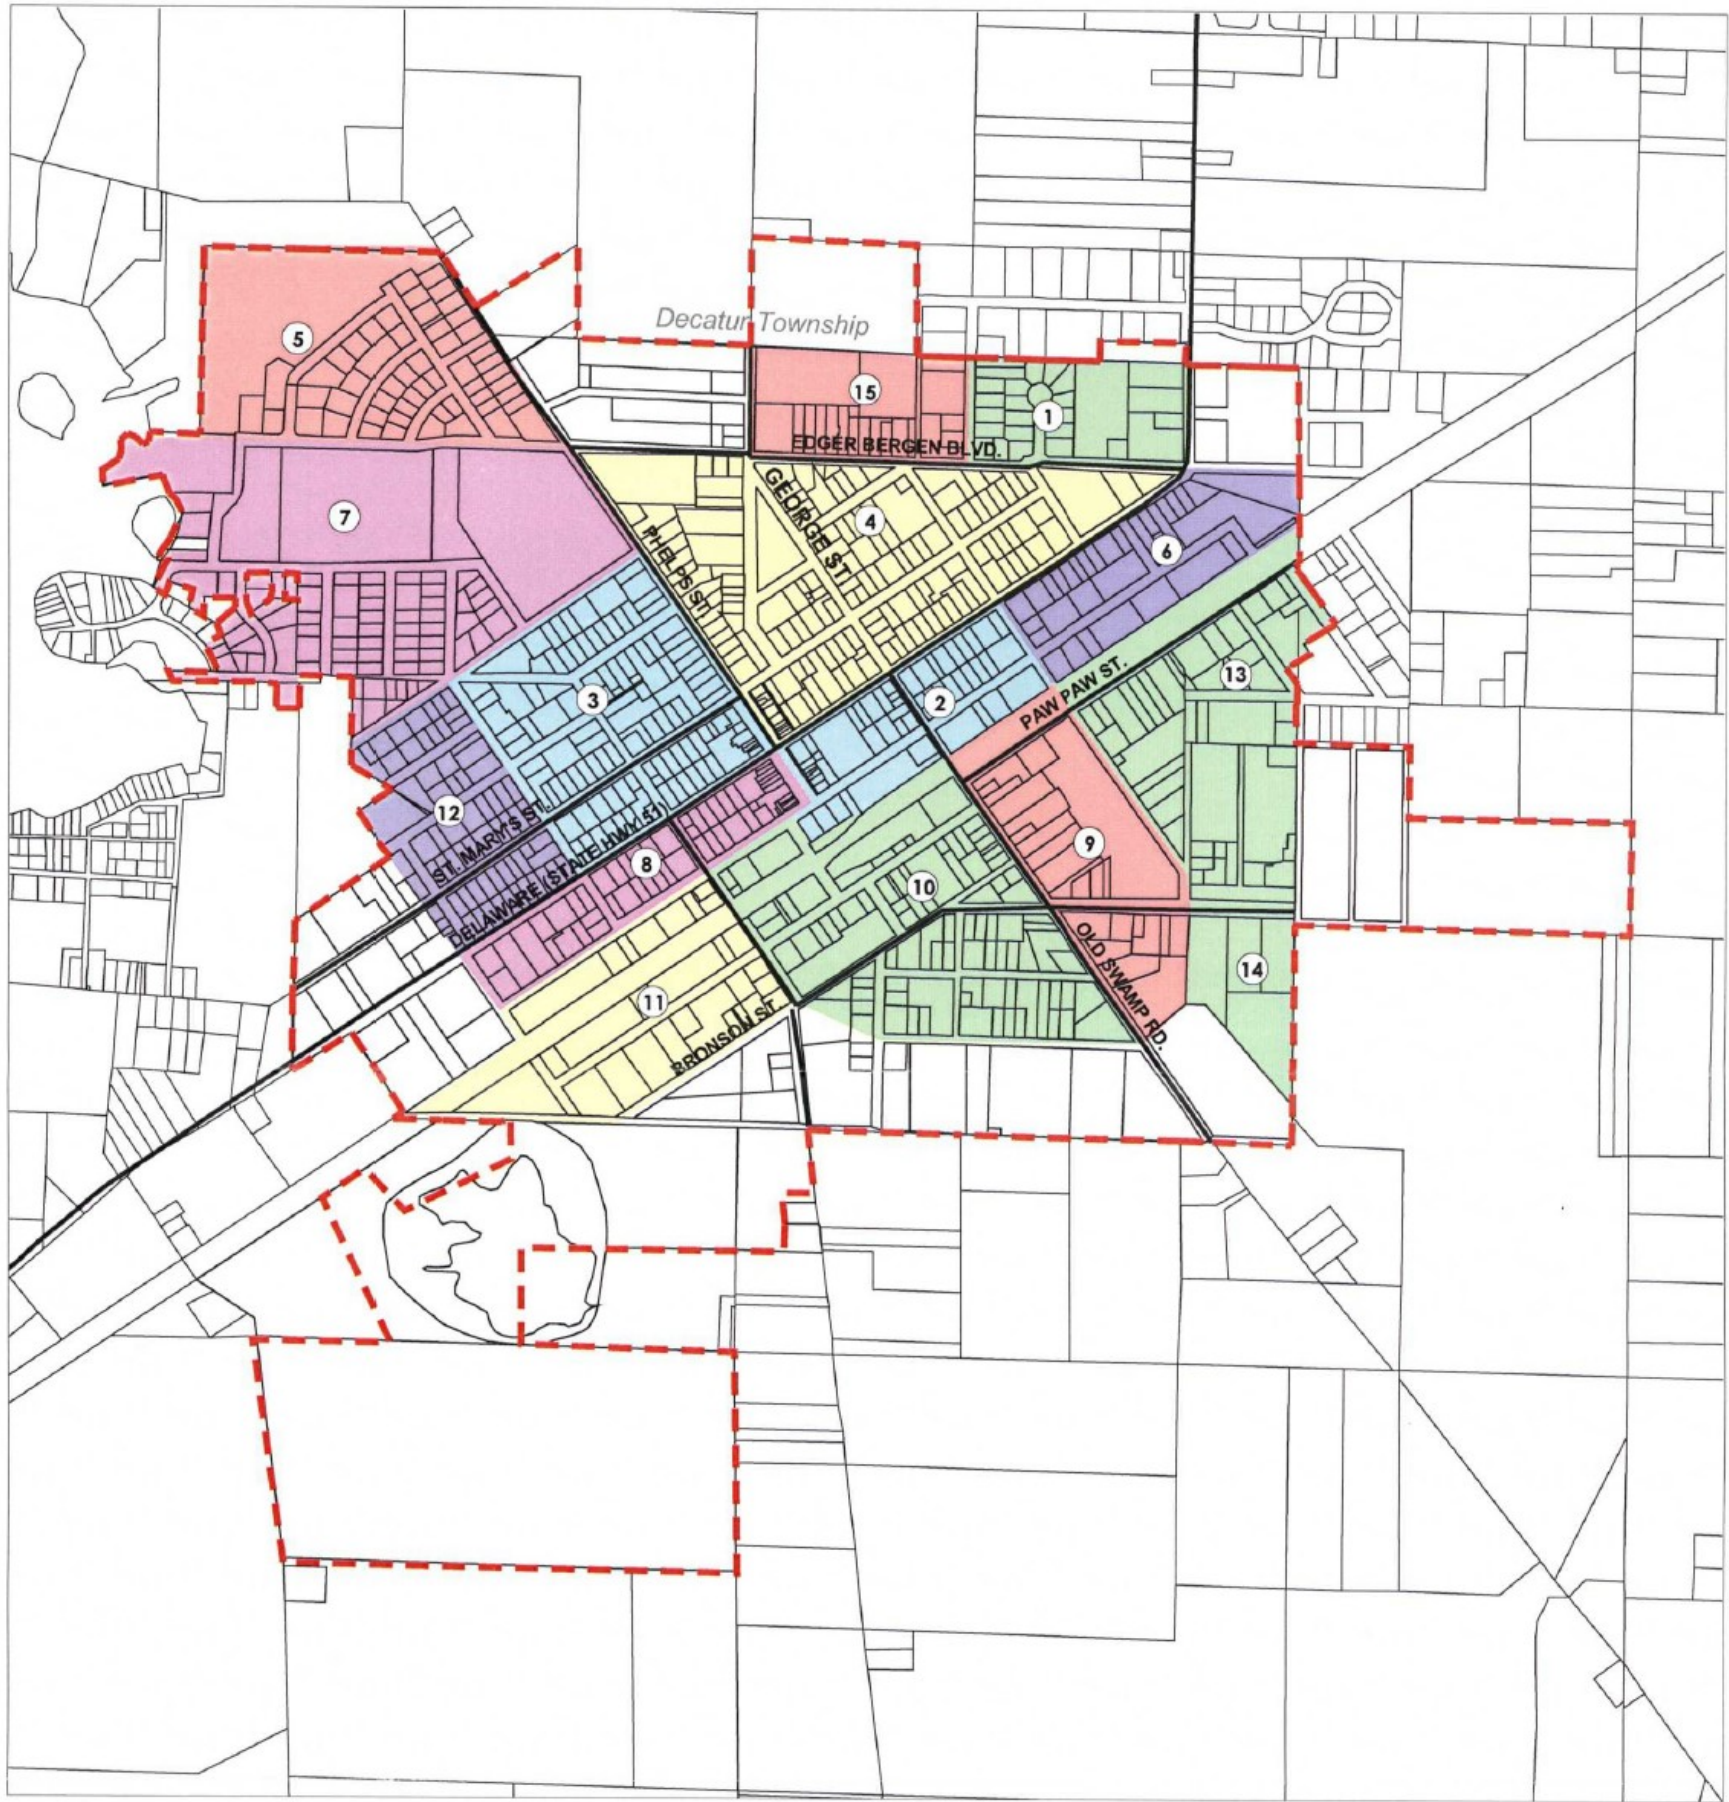 Decatur Township
5
15
1
EDGER BERGEN BLVD.
7
GEORGE ST.
4
PHELPS ST.
6
3
2
PAW PAW ST.
13
12
ST. MARY'S ST.
DELAWARE (STATE HWY 51)
8
9
10
11
BRONSON ST.
OLD SWAMP RD.
14